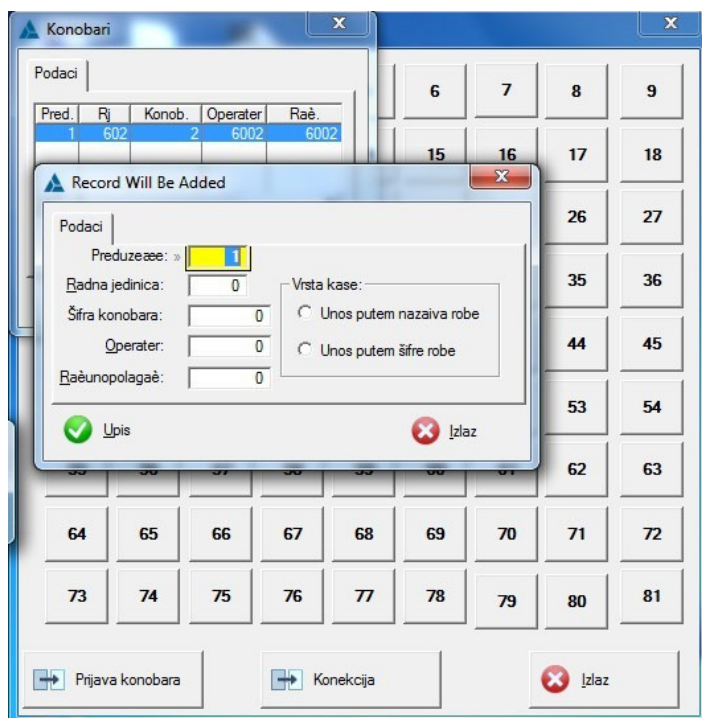 Konobari
Podaci
Pred. Rj Konob. Operater Raè.
1 602 2 6002 6002
6 7 8 9
15 16 17 18
Record Will Be Added
Podaci
26 27
Preduzeæe: » 1
Radna jedinica: 0
Vrsta kase:
35 36
Šifra konobara: 0
Unos putem nazaiva robe
Operater: 0
Unos putem šifre robe
44 45
Raèunopolagaè: 0
53 54
Upis
Izlaz
62 63
64 65 66 67 68 69 70 71 72
73 74 75 76 77 78 79 80 81
Prijava konobara
Konekcija
Izlaz